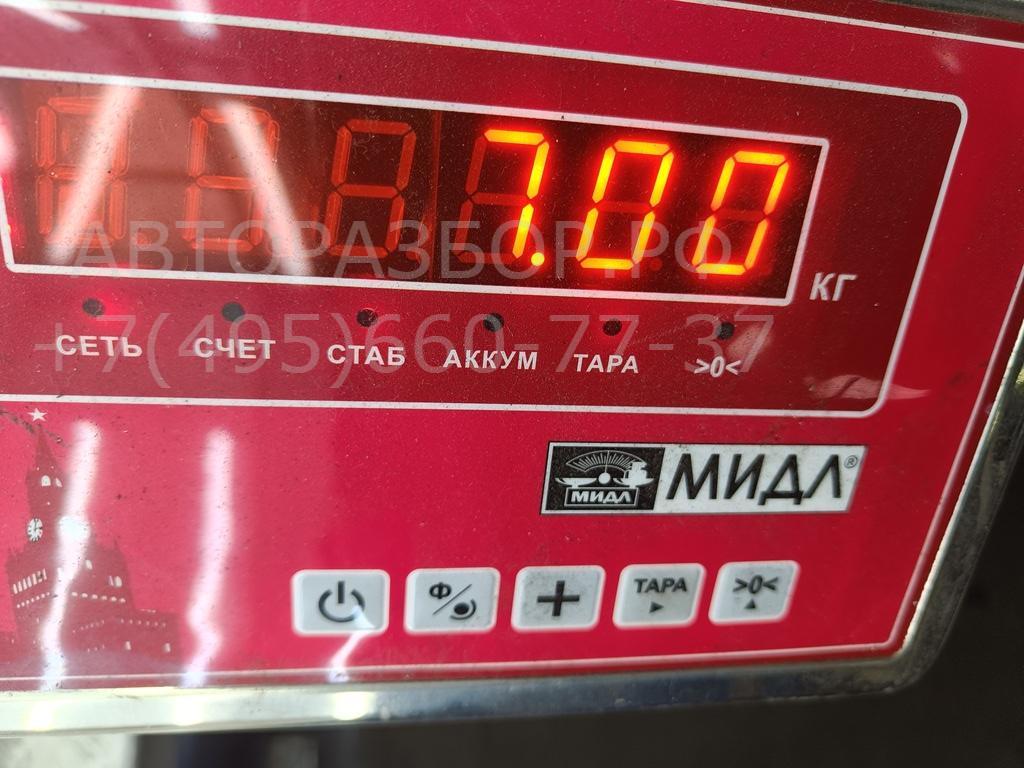 7.00
КГ
АВТОРАЗБОР.РФ
+7(495)660-77-37
СЕТЬ СЧЕТ СТАБ АККУМ ТАРА >0<
МИДЛ МИДЛ®
Ф ТАРА >0<